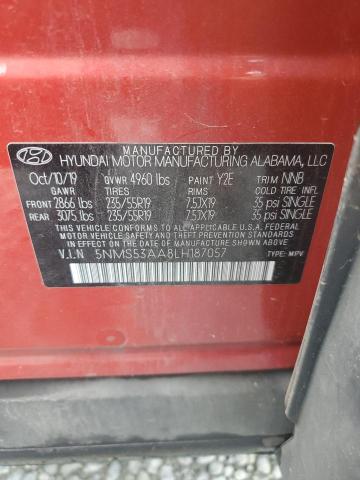 MANUFACTURED BY
HYUNDAI MOTOR MANUFACTURING ALABAMA, LLC
Oct/10/19 GVWR 4960 lbs PAINT Y2E TRIM NNB
GAWR TIRES RIMS COLD TIRE INFL
FRONT 2866 lbs 235/55R19 7.5JX19 35 psi SINGLE
REAR 3075 lbs 235/55R19 7.5JX19 35 psi SINGLE
THIS VEHICLE CONFORMS TO ALL APPLICABLE FEDERAL MOTOR VEHICLE SAFETY, BUMPER, AND THEFT PREVENTION STANDARDS IN EFFECT ON THE DATE OF MANUFACTURE SHOWN ABOVE.
V.I.N 5NMS53AA8LH187057 TYPE: MPV